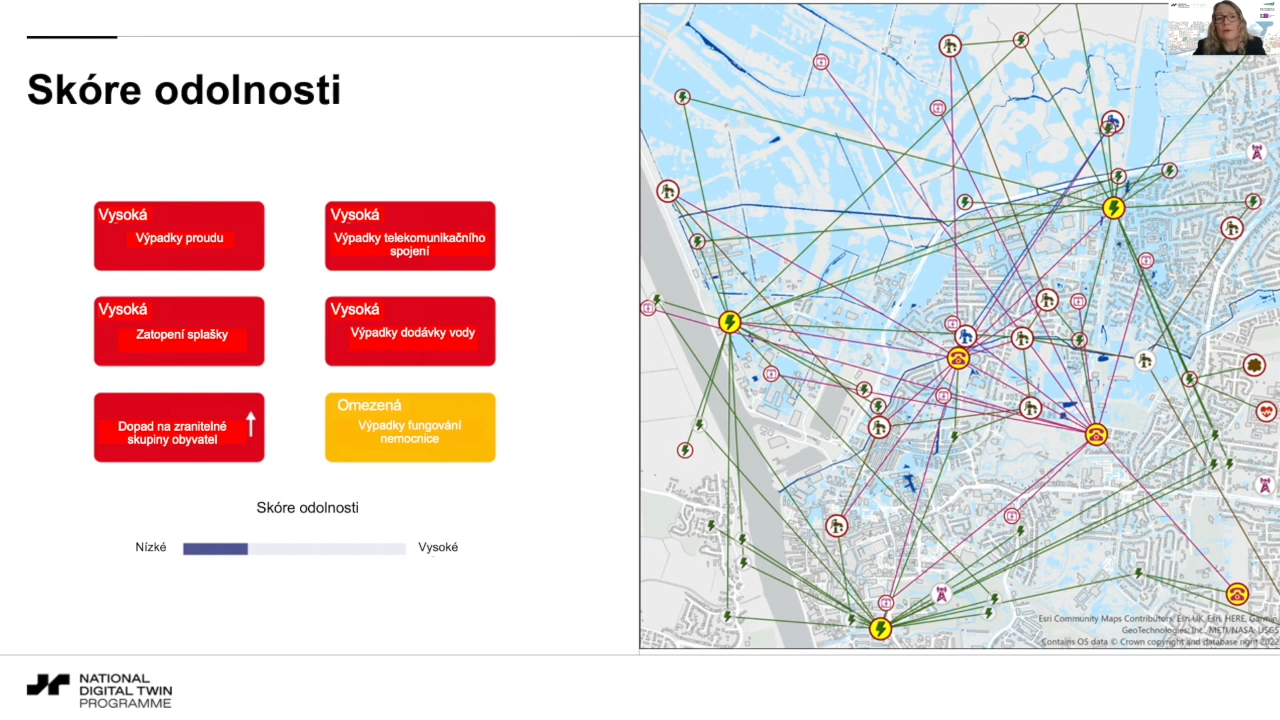 Skóre odolnosti
Vysoká
Výpadky proudu
Vysoká
Výpadky telekomunikačního
spojení
Vysoká
Zatopení splašky
Vysoká
Výpadky dodávky vody
Dopad na zranitelné
skupiny obyvatel
Omezená
Výpadky fungování
nemocnice
Skóre odolnosti
Nízké
Vysoké
Esri Community Maps Contributors, Esri UK, Esri, HERE, Garmin,
GeoTechnologies, Inc., METI/NASA, USGS
Contains OS data © Crown copyright and database right 2022
NATIONAL
DIGITAL TWIN
PROGRAMME